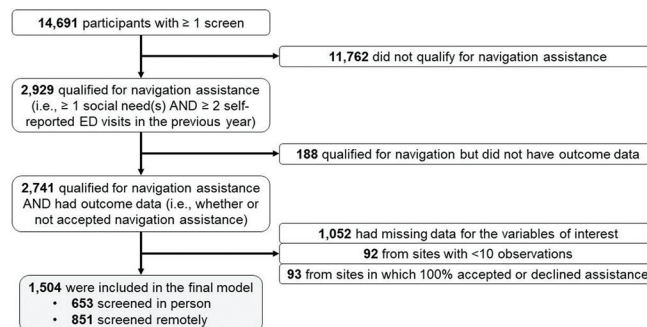 14,691 participants with ≥ 1 screen
11,762 did not qualify for navigation assistance
2,929 qualified for navigation assistance
(i.e., ≥ 1 social need(s) AND ≥ 2 self-
reported ED visits in the previous year)
188 qualified for navigation but did not have outcome data
2,741 qualified for navigation assistance
AND had outcome data (i.e., whether or
not accepted navigation assistance)
1,052 had missing data for the variables of interest
92 from sites with <10 observations
93 from sites in which 100% accepted or declined assistance
1,504 were included in the final model
• 653 screened in person
• 851 screened remotely